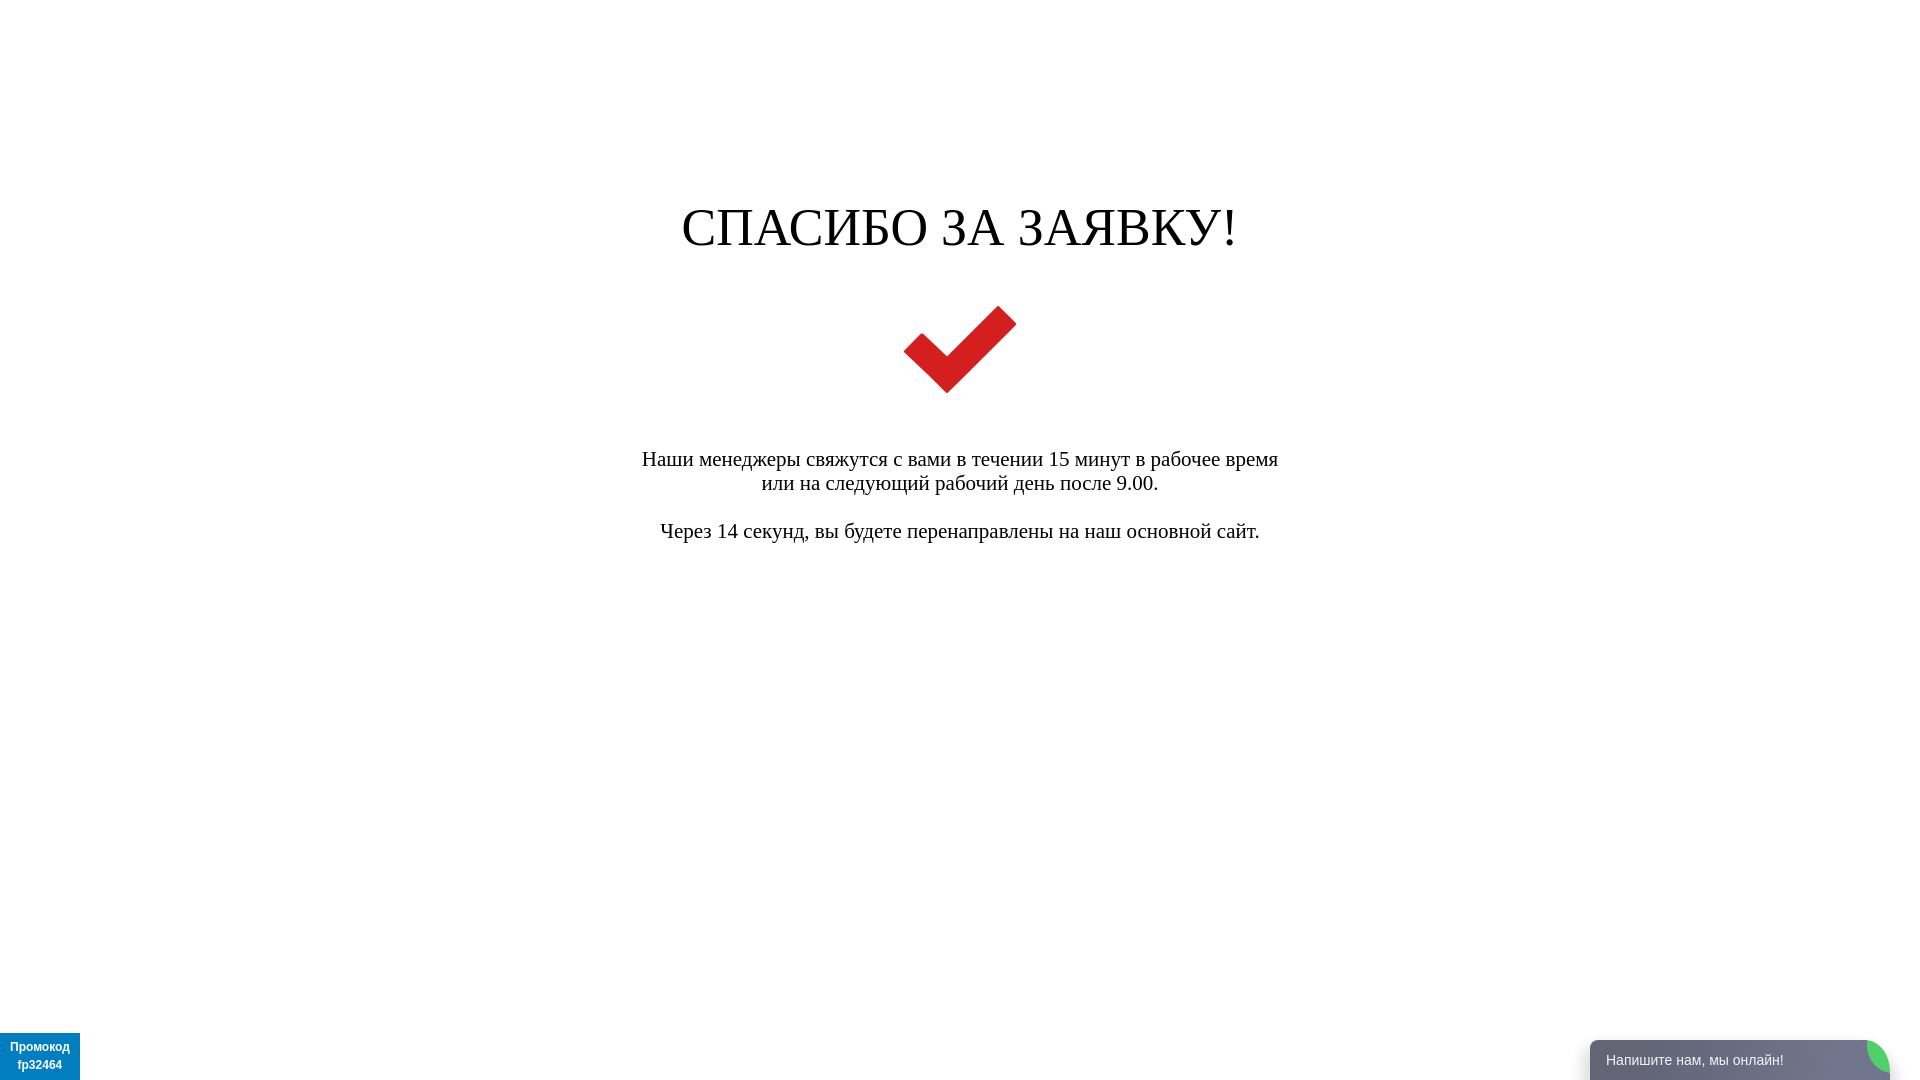 СПАСИБО ЗА ЗАЯВКУ!
Наши менеджеры свяжутся с вами в течении 15 минут в рабочее время
или на следующий рабочий день после 9.00.
Через 14 секунд, вы будете перенаправлены на наш основной сайт.
Промокод
fp32464
Напишите нам, мы онлайн!